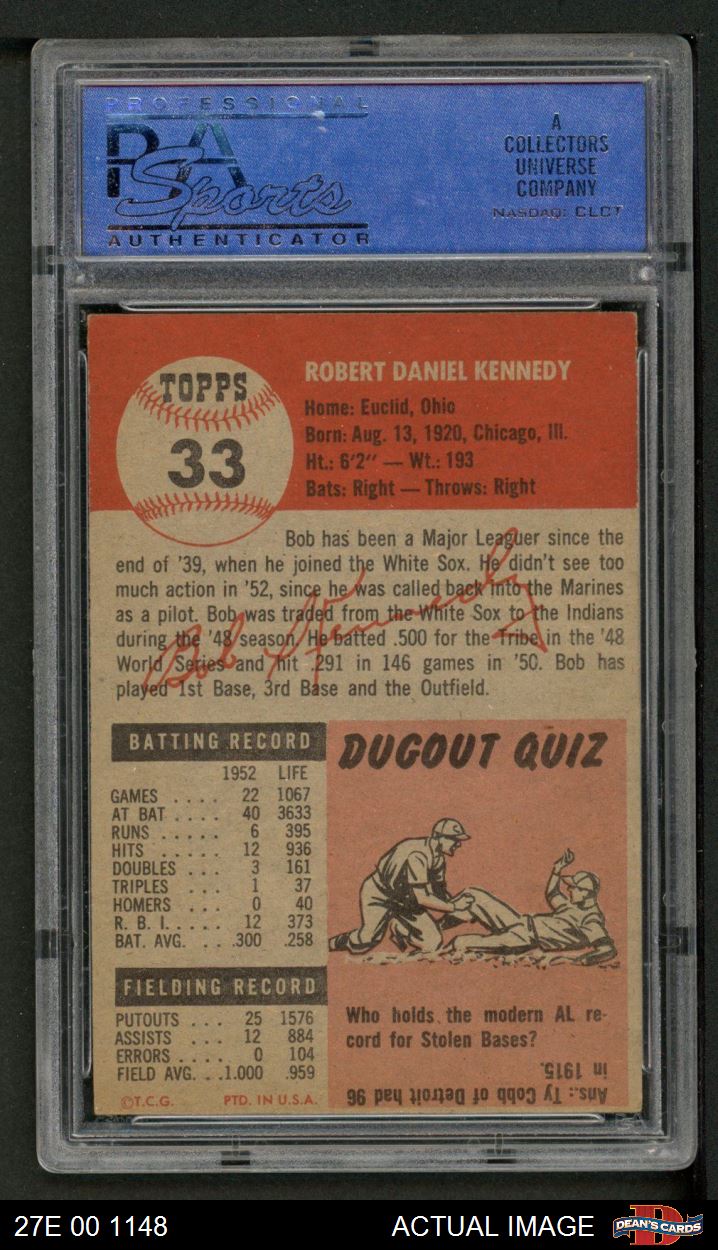 PROFESSIONAL
PSA
Sports
AUTHENTICATOR
A
COLLECTORS
UNIVERSE
COMPANY
NASDAQ: CLCT
TOPPS
33
ROBERT DANIEL KENNEDY
Home: Euclid, Ohio
Born: Aug. 13, 1920, Chicago, Ill.
Ht.: 6'2" — Wt.: 193
Bats: Right — Throws: Right
Bob has been a Major Leaguer since the
end of '39, when he joined the White Sox. He didn't see too
much action in '52, since he was called back into the Marines
as a pilot. Bob was traded from the White Sox to the Indians
during the '48 season. He batted .500 for the Tribe in the '48
World Series and hit .291 in 146 games in '50. Bob has
played 1st Base, 3rd Base and the Outfield.
Bob Kennedy
BATTING RECORD
1952 LIFE
GAMES .... 22 1067
AT BAT .... 40 3633
RUNS ..... 6 395
HITS ..... 12 936
DOUBLES ... 3 161
TRIPLES ... 1 37
HOMERS ... 0 40
R. B. I. .... 12 373
BAT. AVG. ... .300 .258
FIELDING RECORD
PUTOUTS ... 25 1576
ASSISTS ... 12 884
ERRORS .... 0 104
FIELD AVG. ..1.000 .959
©T.C.G. PTD. IN U.S.A.
DUGOUT QUIZ
C
Who holds the modern AL re-
cord for Stolen Bases?
Ans.: Ty Cobb of Detroit had 96
in 1915.
27E 00 1148
ACTUAL IMAGE
D
DEAN'S CARDS